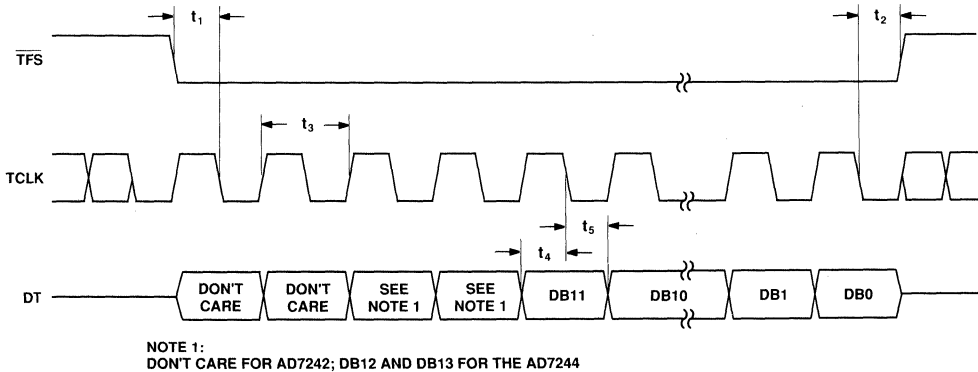 t1
t2
TFS
t3
TCLK
t5
t4
DT
DON'T CARE
DON'T CARE
SEE NOTE 1
SEE NOTE 1
DB11
DB10
DB1
DB0
NOTE 1:
DON'T CARE FOR AD7242; DB12 AND DB13 FOR THE AD7244